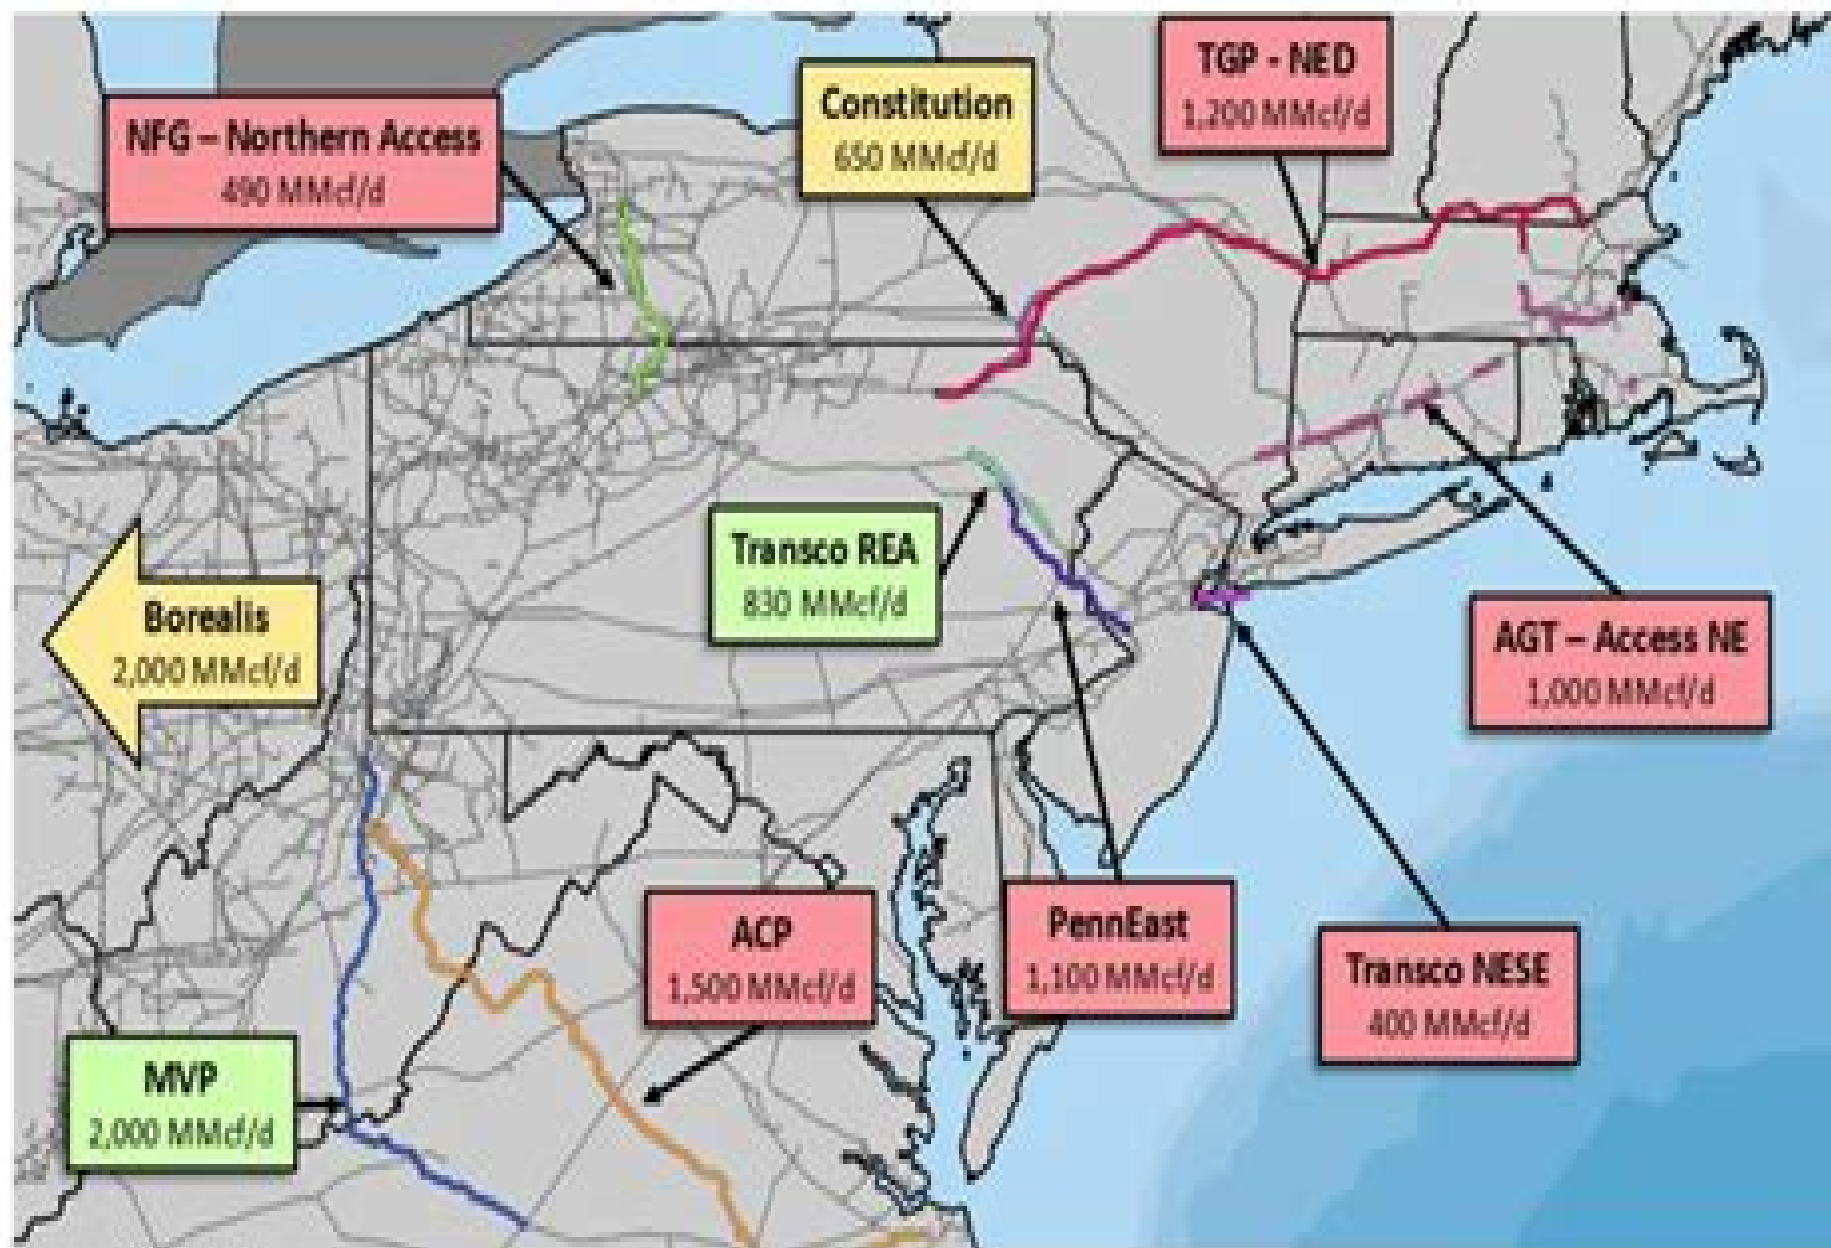 TGP - NED
1,200 MMcf/d
Constitution
650 MMcf/d
NFG – Northern Access
490 MMcf/d
Transco REA
830 MMcf/d
Borealis
2,000 MMcf/d
AGT – Access NE
1,000 MMcf/d
ACP
1,500 MMcf/d
PennEast
1,100 MMcf/d
Transco NESE
400 MMcf/d
MVP
2,000 MMcf/d